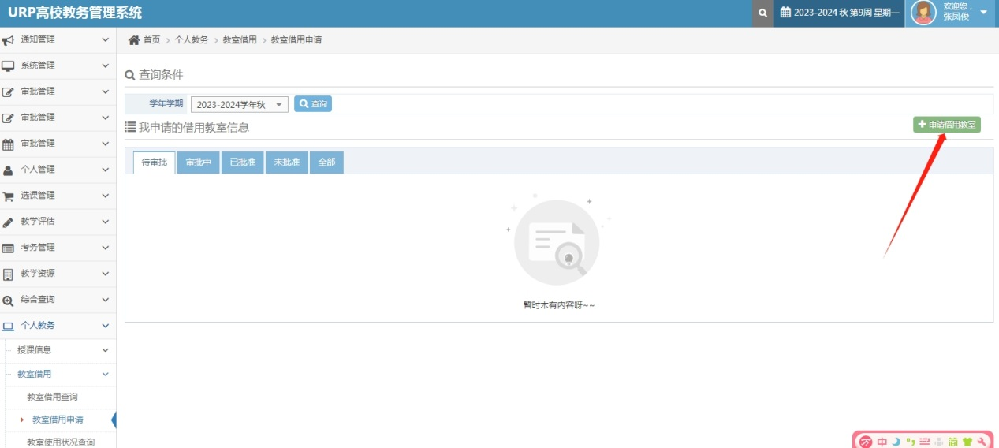 URP高校教务管理系统
2023-2024 秋 第9周 星期一
欢迎您，
张凤俊
通知管理
系统管理
审批管理
审批管理
审批管理
个人管理
选课管理
教学评估
考务管理
教学资源
综合查询
个人教务
授课信息
教室借用
教室借用查询
教室借用申请
教室使用状况查询
首页 > 个人教务 > 教室借用 > 教室借用申请
查询条件
学年学期 2023-2024学年秋 查询
我申请的借用教室信息
申请借用教室
待审批 审批中 已批准 未批准 全部
暂时木有内容呀~~
中 简